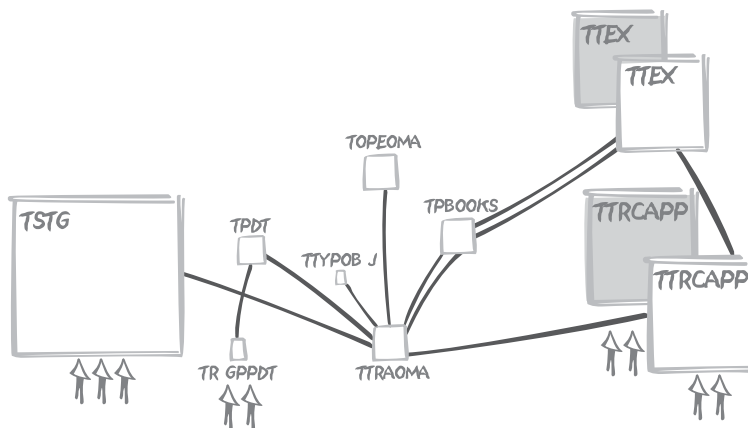 TTEX
TTEX
TOPEOMA
TPBOOKS
TTRCAPP
TSTG
TPDT
TTYPOB J
TTRCAPP
TR GPPDT
TTRAOMA